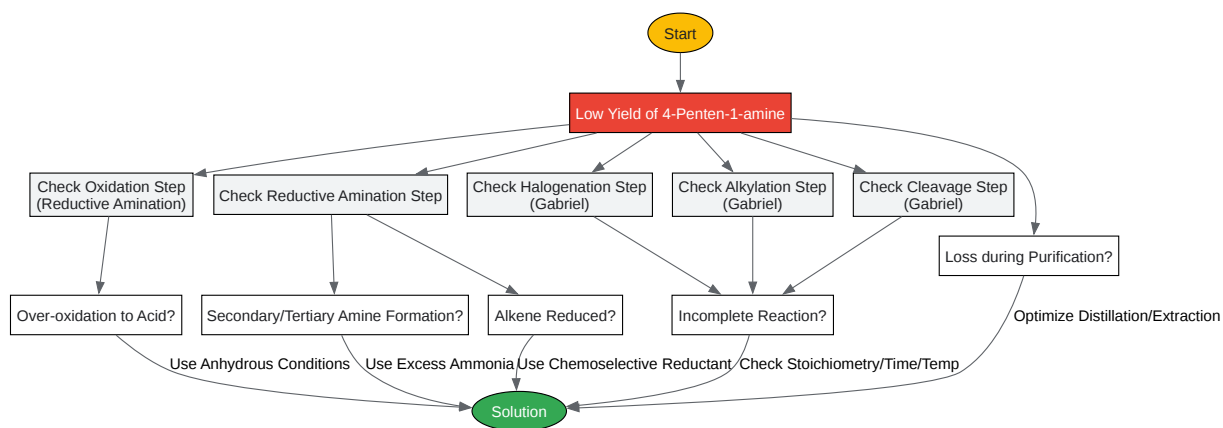 Start
Low Yield of 4-Penten-1-amine
Check Oxidation Step
(Reductive Amination)
Check Reductive Amination Step
Check Halogenation Step
(Gabriel)
Check Alkylation Step
(Gabriel)
Check Cleavage Step
(Gabriel)
Loss during Purification?
Over-oxidation to Acid?
Secondary/Tertiary Amine Formation?
Alkene Reduced?
Incomplete Reaction?
Optimize Distillation/Extraction
Use Anhydrous Conditions
Use Excess Ammonia
Use Chemoselective Reductant
Check Stoichiometry/Time/Temp
Solution